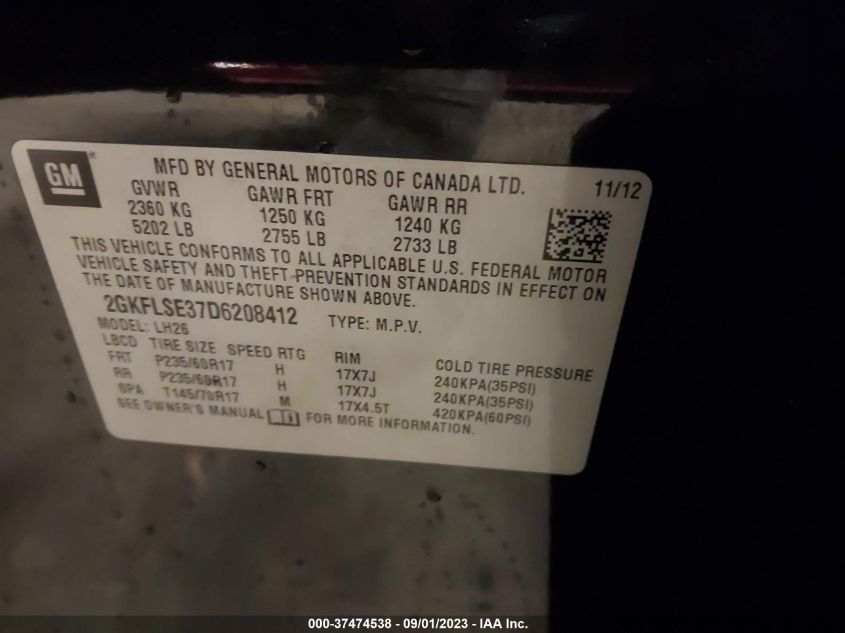 GM®
MFD BY GENERAL MOTORS OF CANADA LTD. 11/12
GVWR GAWR FRT GAWR RR
2360 KG 1250 KG 1240 KG
5202 LB 2755 LB 2733 LB
THIS VEHICLE CONFORMS TO ALL APPLICABLE U.S. FEDERAL MOTOR
VEHICLE SAFETY AND THEFT PREVENTION STANDARDS IN EFFECT ON
THE DATE OF MANUFACTURE SHOWN ABOVE.
2GKFLSE37D6208412 TYPE: M.P.V.
MODEL: LH26
LBCD TIRE SIZE SPEED RTG RIM COLD TIRE PRESSURE
FRT P235/60R17 H 17X7J 240KPA(35PSI)
RR P235/60R17 H 17X7J 240KPA(35PSI)
SPA T145/70R17 M 17X4.5T 420KPA(60PSI)
SEE OWNER'S MANUAL FOR MORE INFORMATION.
000-37474538 - 09/01/2023 - IAA Inc.